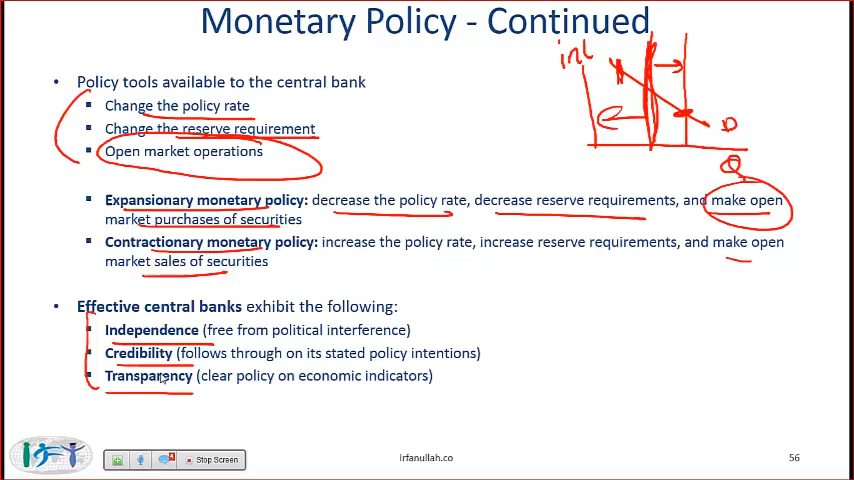 Monetary Policy - Continued
• Policy tools available to the central bank
▪ Change the policy rate
▪ Change the reserve requirement
▪ Open market operations
int
D
Q
▪ Expansionary monetary policy: decrease the policy rate, decrease reserve requirements, and make open
market purchases of securities
▪ Contractionary monetary policy: increase the policy rate, increase reserve requirements, and make open
market sales of securities
• Effective central banks exhibit the following:
▪ Independence (free from political interference)
▪ Credibility (follows through on its stated policy intentions)
▪ Transparency (clear policy on economic indicators)
Stop Screen
irfanullah.co
56